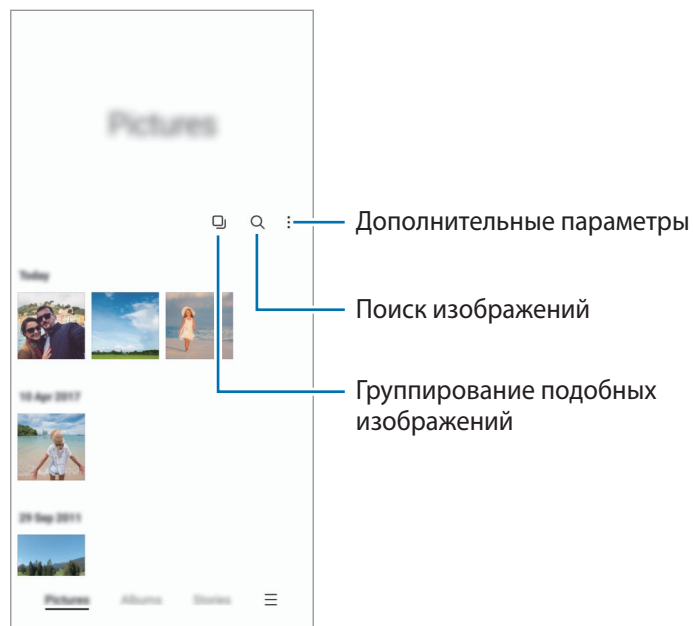 Pictures
Дополнительные параметры
Today
Поиск изображений
10 Apr 2017
Группирование подобных
изображений
29 Sep 2011
Pictures Albums Stories